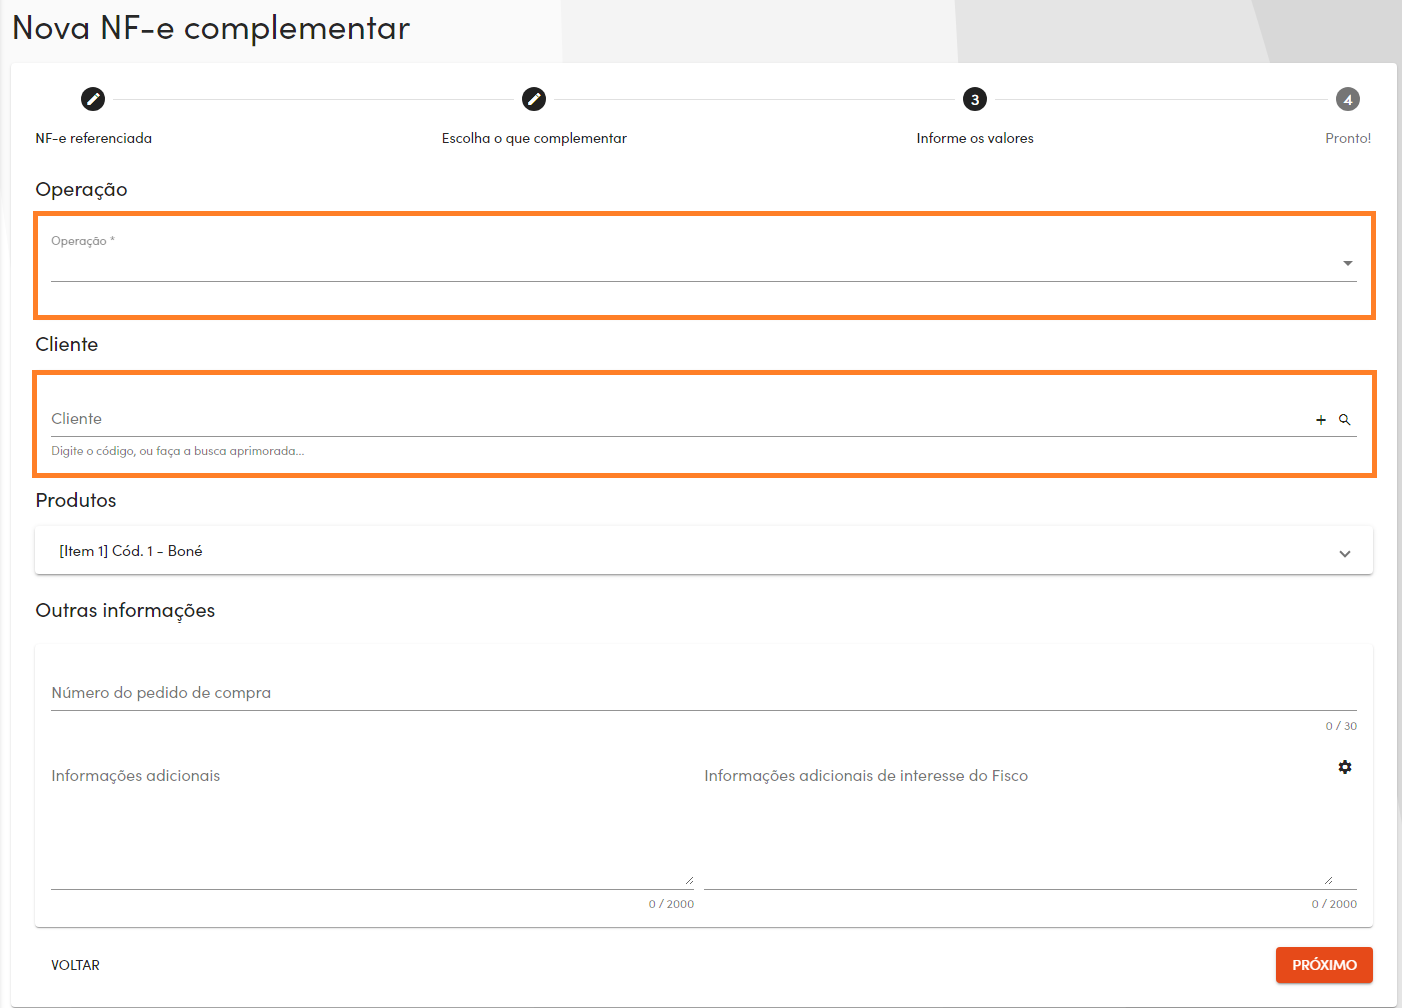 Nova NF-e complementar
3
4
NF-e referenciada
Escolha o que complementar
Informe os valores
Pronto!
Operação
Operação *
Cliente
Cliente
+
Digite o código, ou faça a busca aprimorada...
Produtos
[Item 1] Cód. 1 - Boné
Outras informações
Número do pedido de compra
0 / 30
Informações adicionais
Informações adicionais de interesse do Fisco
0 / 2000
0 / 2000
VOLTAR
PRÓXIMO